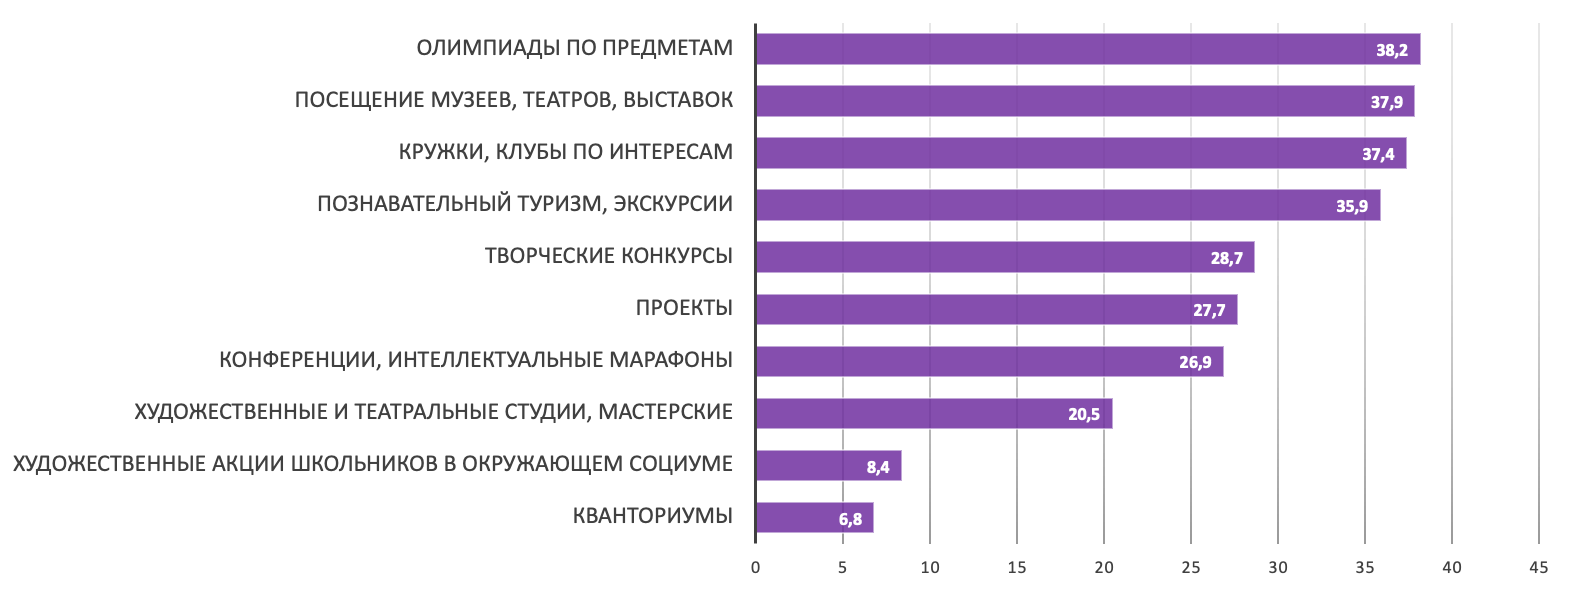 ОЛИМПИАДЫ ПО ПРЕДМЕТАМ 38,2
ПОСЕЩЕНИЕ МУЗЕЕВ, ТЕАТРОВ, ВЫСТАВОК 37,9
КРУЖКИ, КЛУБЫ ПО ИНТЕРЕСАМ 37,4
ПОЗНАВАТЕЛЬНЫЙ ТУРИЗМ, ЭКСКУРСИИ 35,9
ТВОРЧЕСКИЕ КОНКУРСЫ 28,7
ПРОЕКТЫ 27,7
КОНФЕРЕНЦИИ, ИНТЕЛЛЕКТУАЛЬНЫЕ МАРАФОНЫ 26,9
ХУДОЖЕСТВЕННЫЕ И ТЕАТРАЛЬНЫЕ СТУДИИ, МАСТЕРСКИЕ 20,5
ХУДОЖЕСТВЕННЫЕ АКЦИИ ШКОЛЬНИКОВ В ОКРУЖАЮЩЕМ СОЦИУМЕ 8,4
КВАНТОРИУМЫ 6,8
0 5 10 15 20 25 30 35 40 45